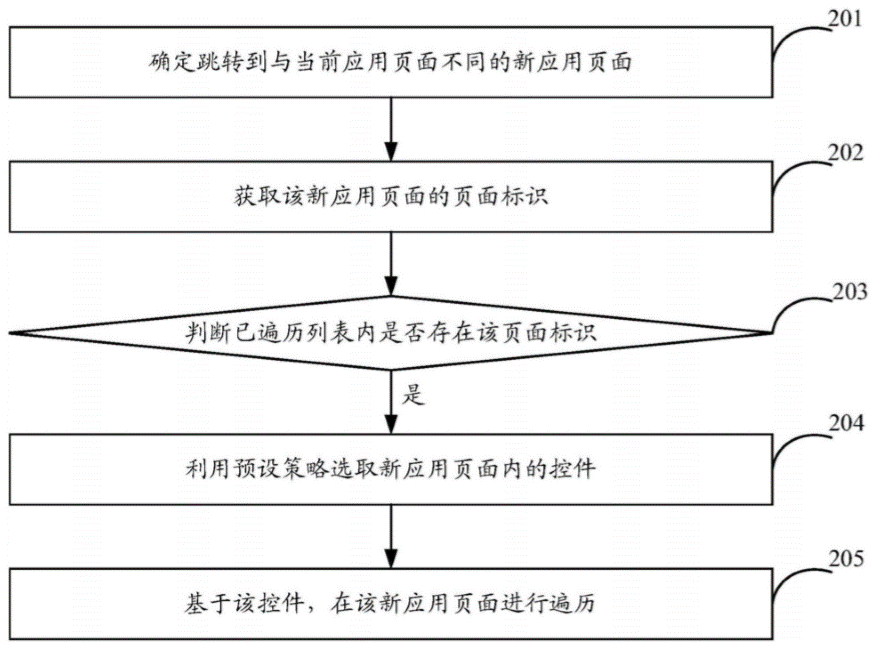 201
确定跳转到与当前应用页面不同的新应用页面
202
获取该新应用页面的页面标识
203
判断已遍历列表内是否存在该页面标识
是
204
利用预设策略选取新应用页面内的控件
205
基于该控件，在该新应用页面进行遍历